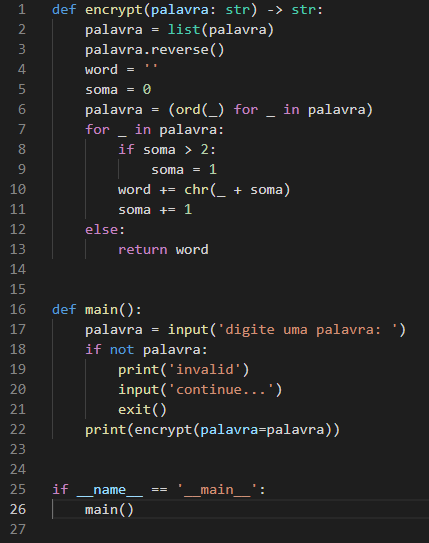 1 def encrypt(palavra: str) -> str:
2     palavra = list(palavra)
3     palavra.reverse()
4     word = ''
5     soma = 0
6     palavra = (ord(_) for _ in palavra)
7     for _ in palavra:
8         if soma > 2:
9             soma = 1
10         word += chr(_ + soma)
11         soma += 1
12     else:
13         return word
14
15
16 def main():
17     palavra = input('digite uma palavra: ')
18     if not palavra:
19         print('invalid')
20         input('continue...')
21         exit()
22     print(encrypt(palavra=palavra))
23
24
25 if __name__ == '__main__':
26     main()
27